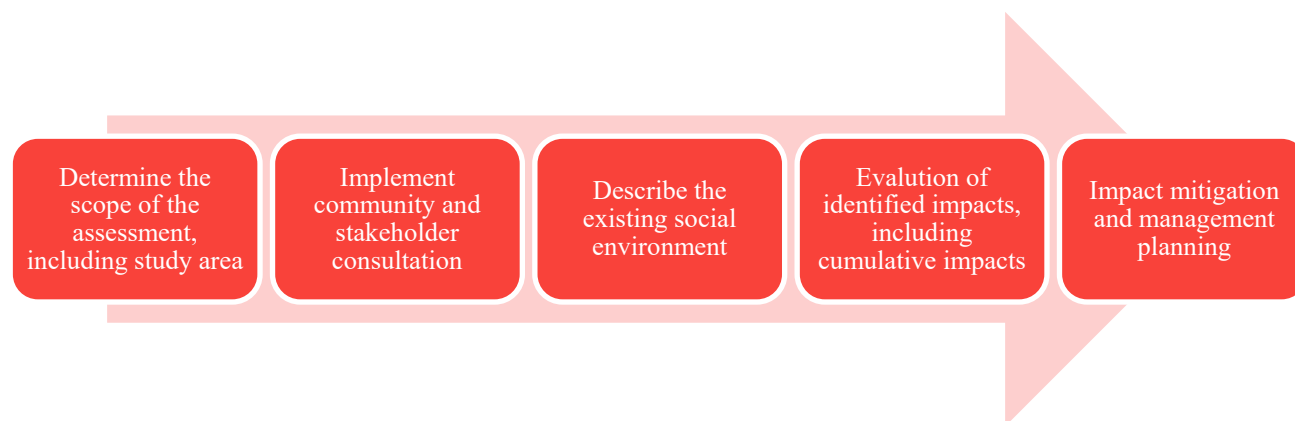 Determine the
scope of the
assessment,
including study area
Implement
community and
stakeholder
consultation
Describe the
existing social
environment
Evalution of
identified impacts,
including
cumulative impacts
Impact mitigation
and management
planning